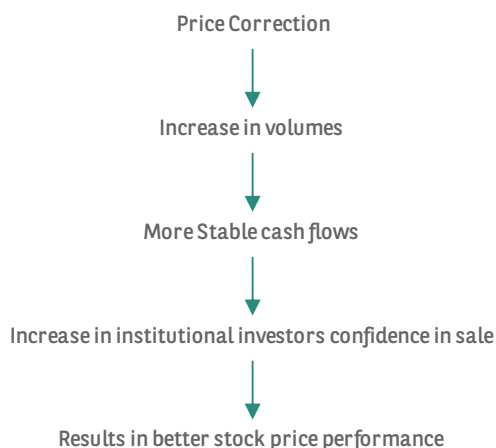 Price Correction
Increase in volumes
More Stable cash flows
Increase in institutional investors confidence in sale
Results in better stock price performance